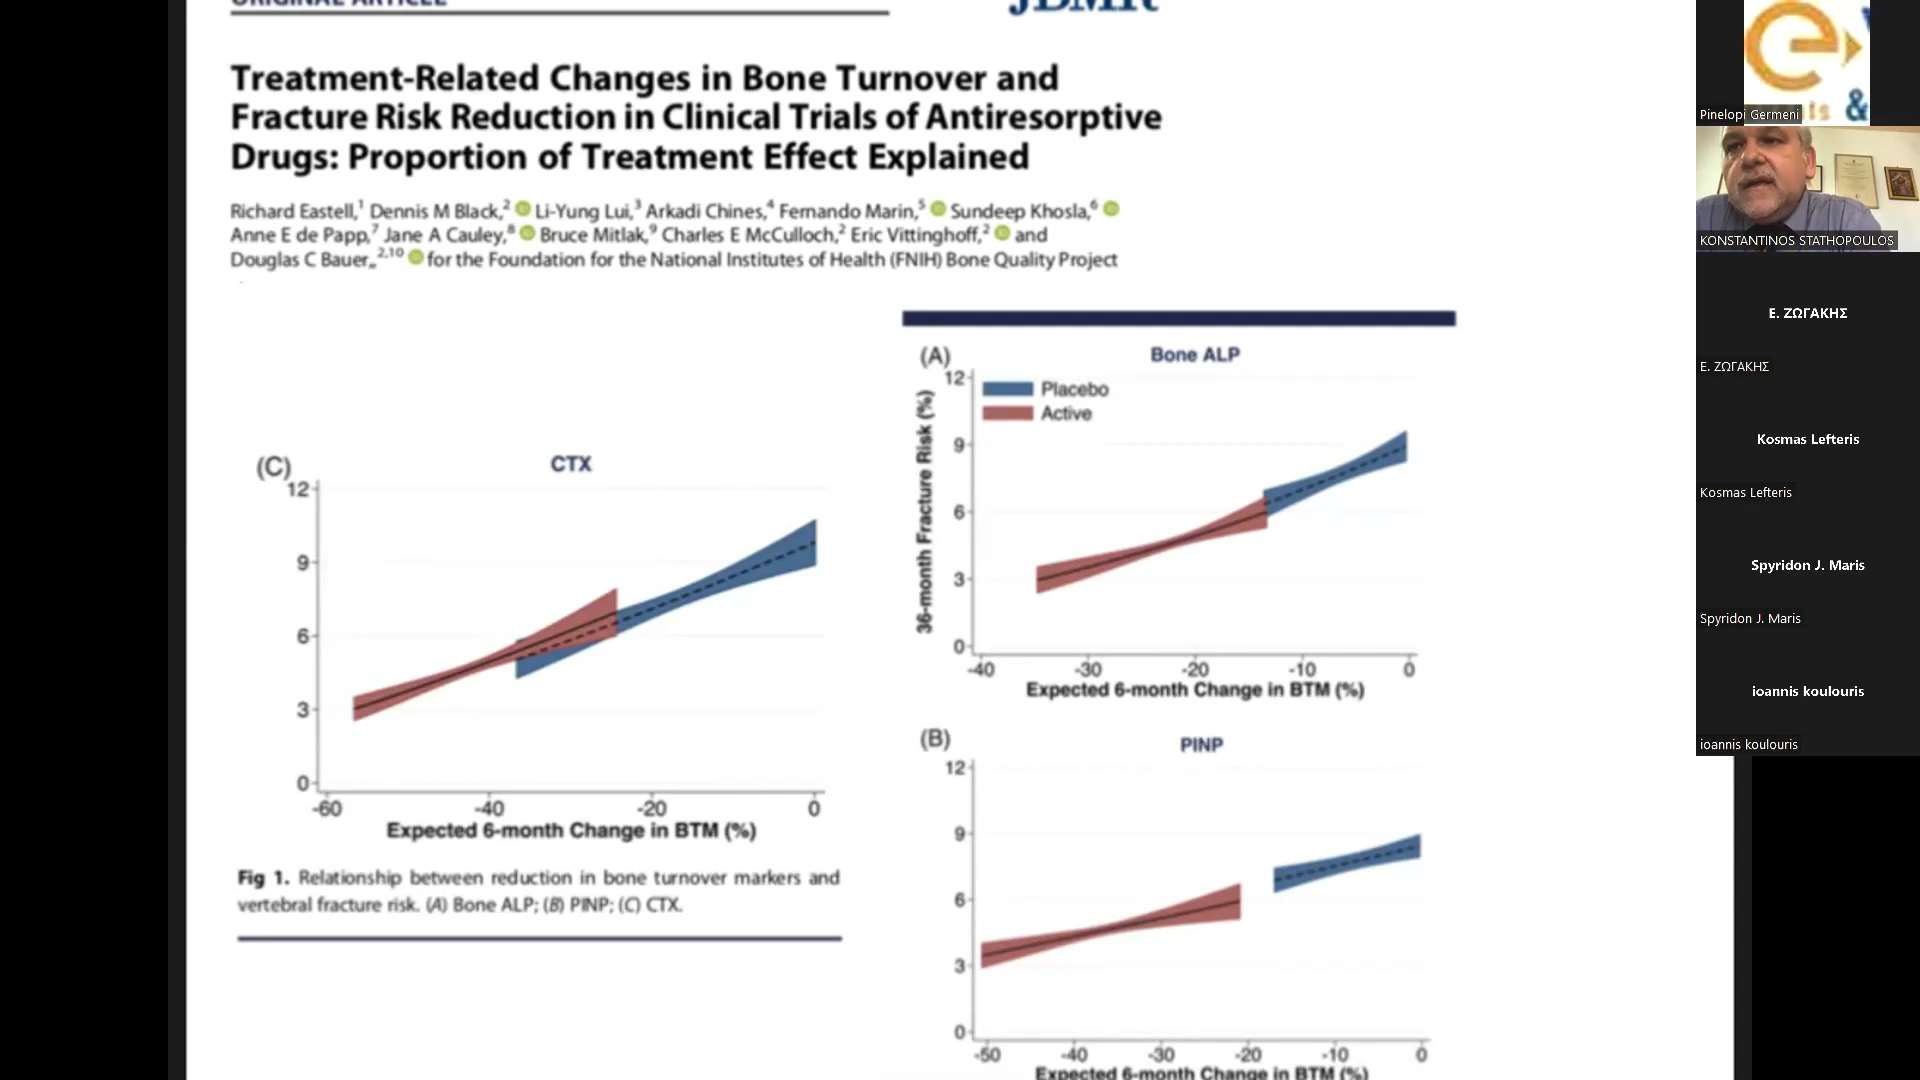 ORIGINAL ARTICLE
JBMR
Treatment-Related Changes in Bone Turnover and
Fracture Risk Reduction in Clinical Trials of Antiresorptive
Drugs: Proportion of Treatment Effect Explained
Richard Eastell,1 Dennis M Black,2 Li-Yung Lui,3 Arkadi Chines,4 Fernando Marin,5 Sundeep Khosla,6
Anne E de Papp,7 Jane A Cauley,8 Bruce Mitlak,9 Charles E McCulloch,2 Eric Vittinghoff,2 and
Douglas C Bauer,,2,10 for the Foundation for the National Institutes of Health (FNIH) Bone Quality Project
(C)
CTX
12
9
6
3
0
-60 -40 -20 0
Expected 6-month Change in BTM (%)
Fig 1. Relationship between reduction in bone turnover markers and
vertebral fracture risk. (A) Bone ALP; (B) PINP; (C) CTX.
(A)
Bone ALP
Placebo
Active
36-month Fracture Risk (%)
12
9
6
3
0
-40 -30 -20 -10 0
Expected 6-month Change in BTM (%)
(B)
PINP
12
9
6
3
0
-50 -40 -30 -20 -10 0
Expected 6-month Change in BTM (%)
is &
Pinelopi Germeni
KONSTANTINOS STATHOPOULOS
Ε. ΖΩΓΑΚΗΣ
Ε. ΖΩΓΑΚΗΣ
Kosmas Lefteris
Kosmas Lefteris
Spyridon J. Maris
Spyridon J. Maris
ioannis koulouris
ioannis koulouris